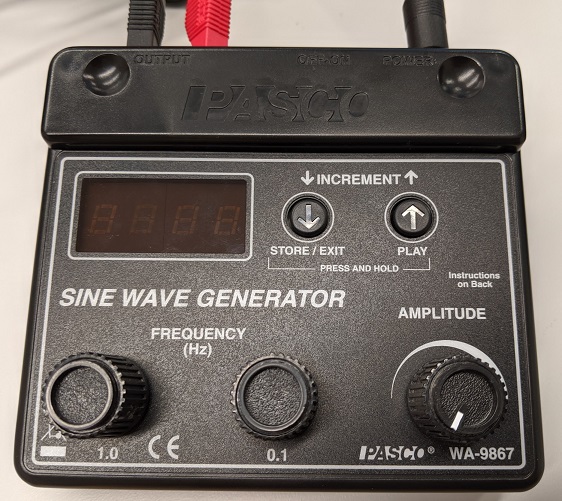 OUTPUT OFF/ON POWER
PASCO
↓INCREMENT↑
↓ ↑
STORE / EXIT PLAY
PRESS AND HOLD
Instructions
on Back
SINE WAVE GENERATOR
AMPLITUDE
FREQUENCY
(Hz)
1.0 CE 0.1 PASCO® WA-9867